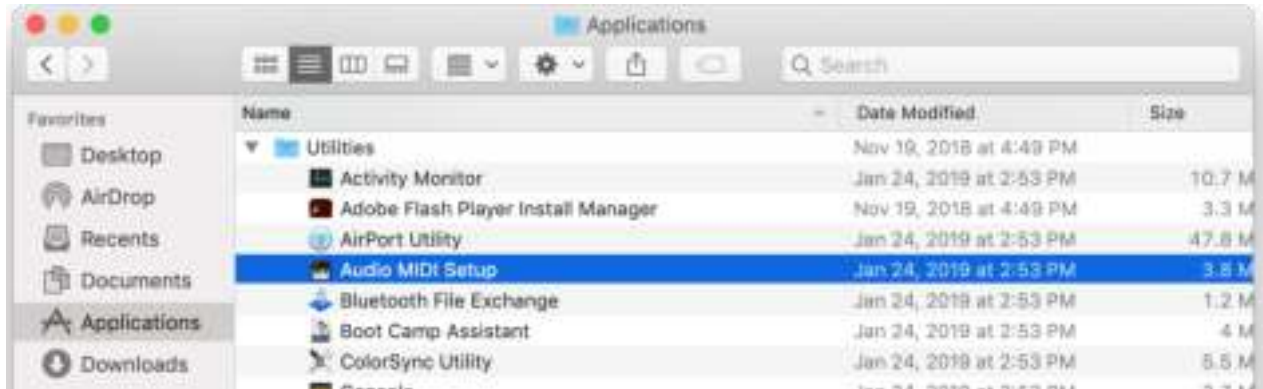 Applications
Search
Favorites
Desktop
AirDrop
Recents
Documents
Applications
Downloads
Name Date Modified Size
Utilities Nov 19, 2018 at 4:49 PM
Activity Monitor Jan 24, 2019 at 2:53 PM 10.7 M
Adobe Flash Player Install Manager Nov 19, 2018 at 4:49 PM 3.3 M
AirPort Utility Jan 24, 2019 at 2:53 PM 47.8 M
Audio MIDI Setup Jan 24, 2019 at 2:53 PM 3.8 M
Bluetooth File Exchange Jan 24, 2019 at 2:53 PM 1.2 M
Boot Camp Assistant Jan 24, 2019 at 2:53 PM 4 M
ColorSync Utility Jan 24, 2019 at 2:53 PM 5.5 M